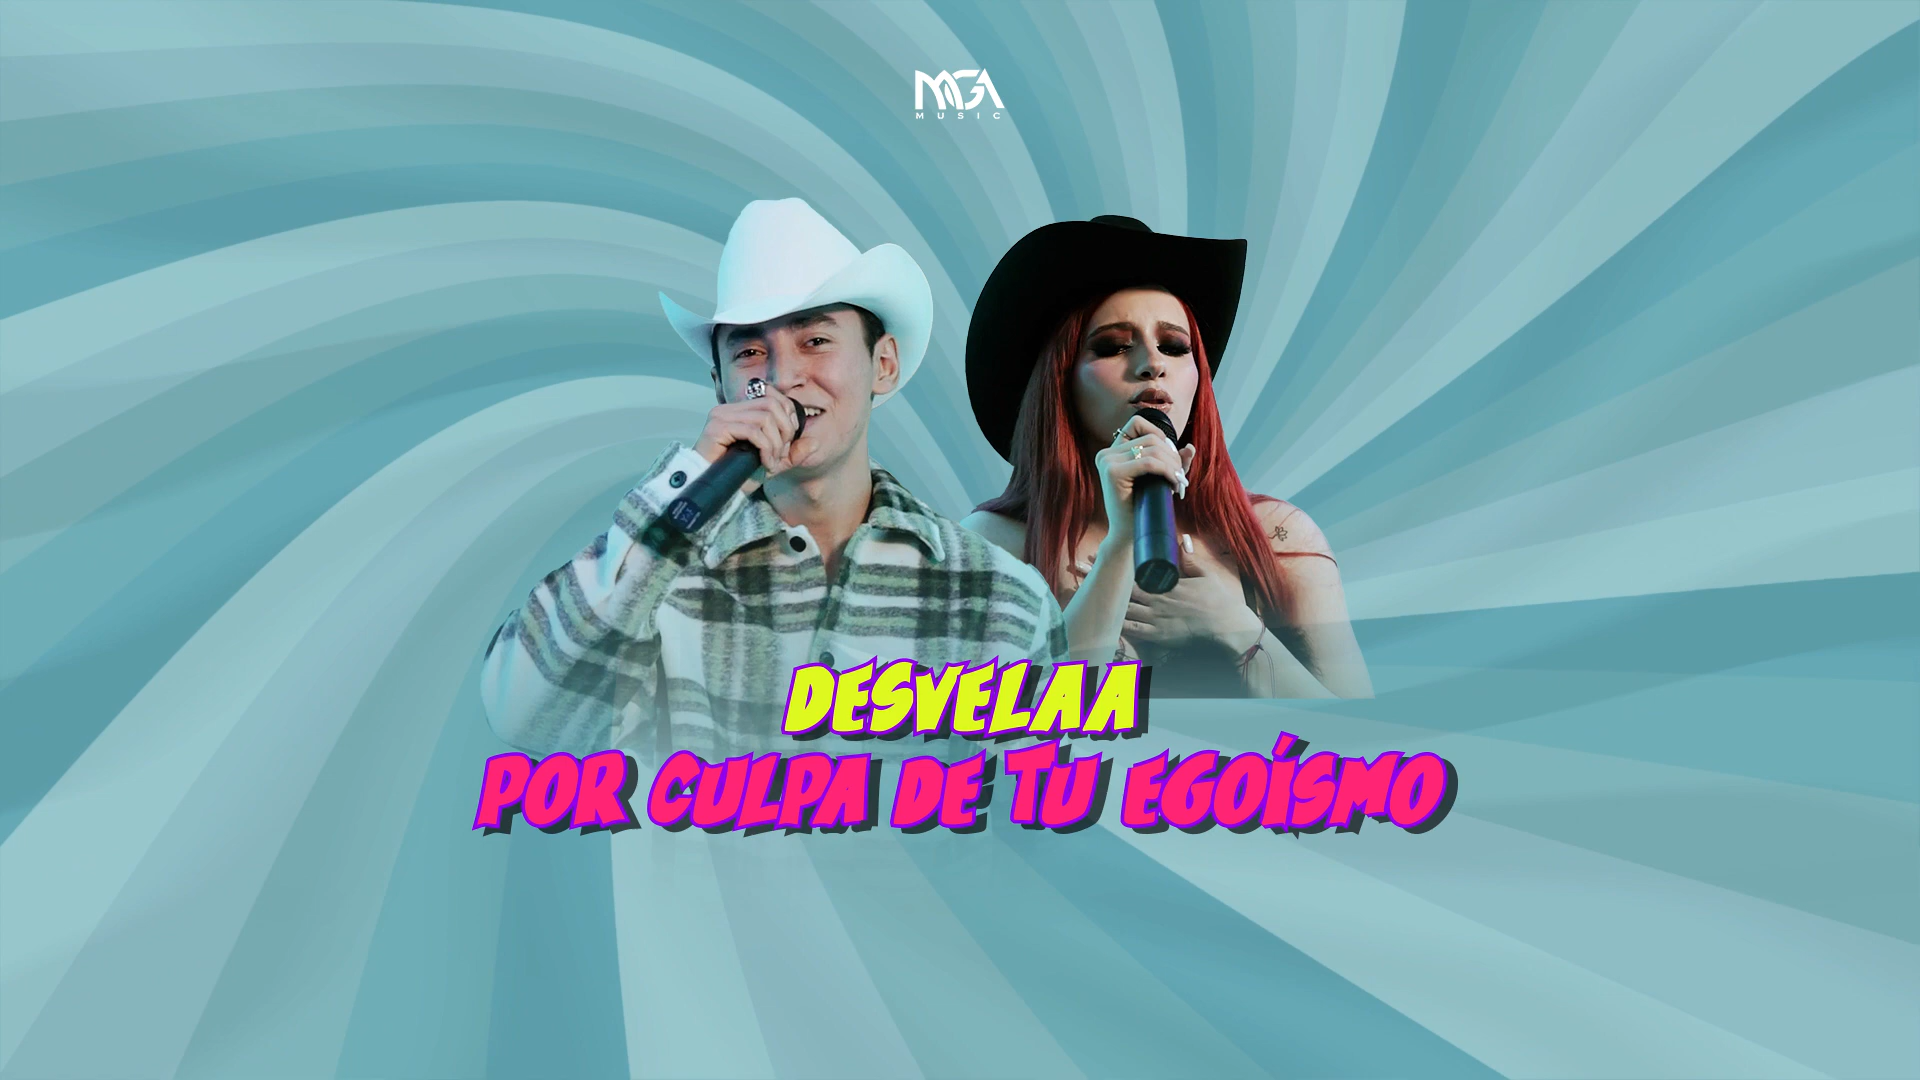 MGA
MUSIC
DESVELAA
POR CULPA DE TU EGOÍSMO